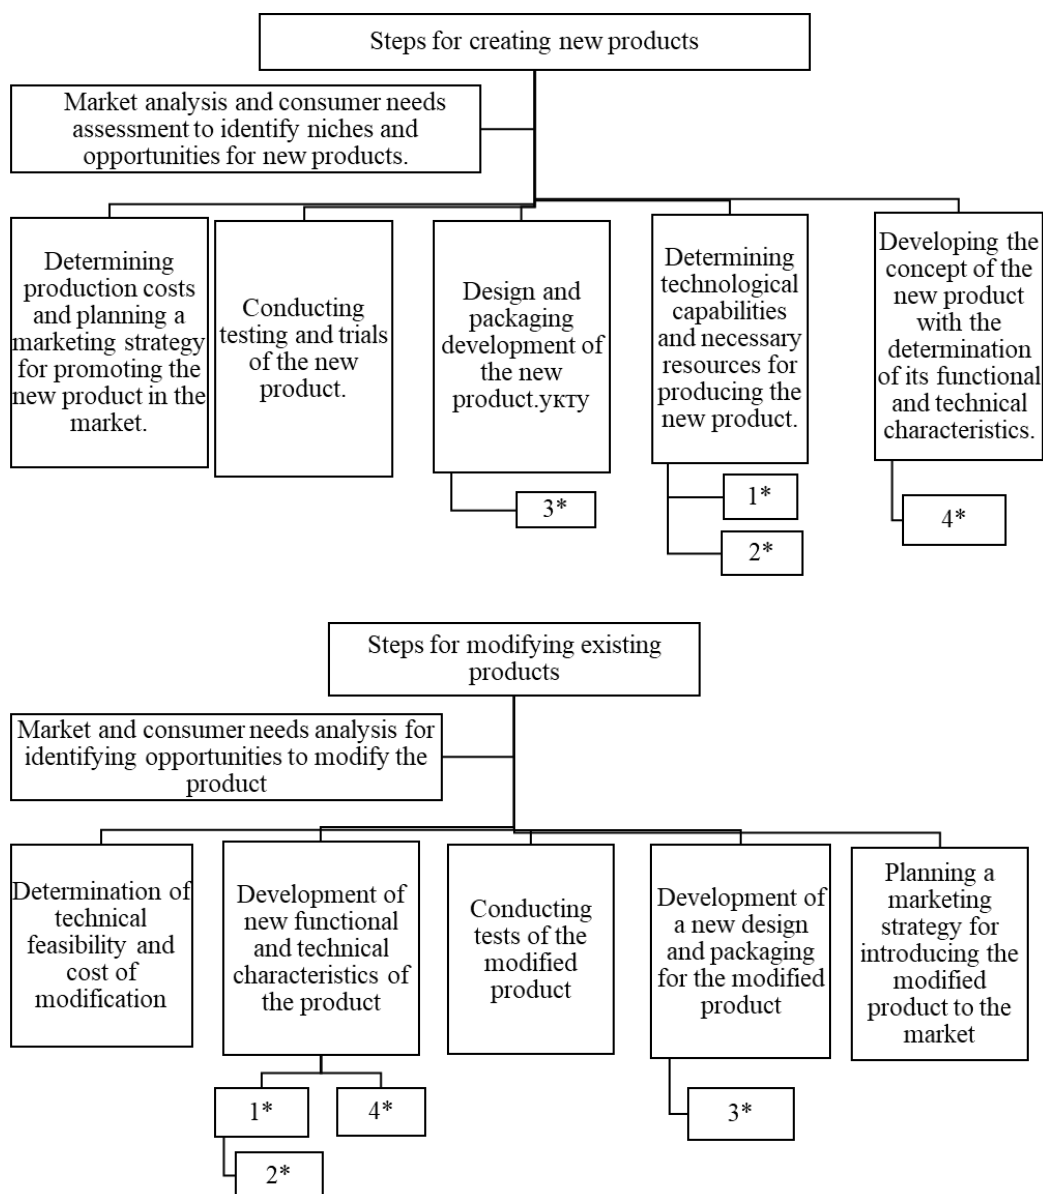 Steps for creating new products
Market analysis and consumer needs
assessment to identify niches and
opportunities for new products.
Determining
production costs
and planning a
marketing strategy
for promoting the
new product in the
market.
Conducting
testing and trials
of the new
product.
Design and
packaging
development of
the new
product.укту
Determining
technological
capabilities
and necessary
resources for
producing the
new product.
Developing the
concept of the
new product
with the
determination
of its functional
and technical
characteristics.
3*
1*
2*
4*
Steps for modifying existing
products
Market and consumer needs analysis for
identifying opportunities to modify the
product
Determination of
technical
feasibility and
cost of
modification
Development of
new functional
and technical
characteristics of
the product
Conducting
tests of the
modified
product
Development of
a new design
and packaging
for the modified
product
Planning a
marketing
strategy for
introducing the
modified
product to the
market
1*
4*
2*
3*